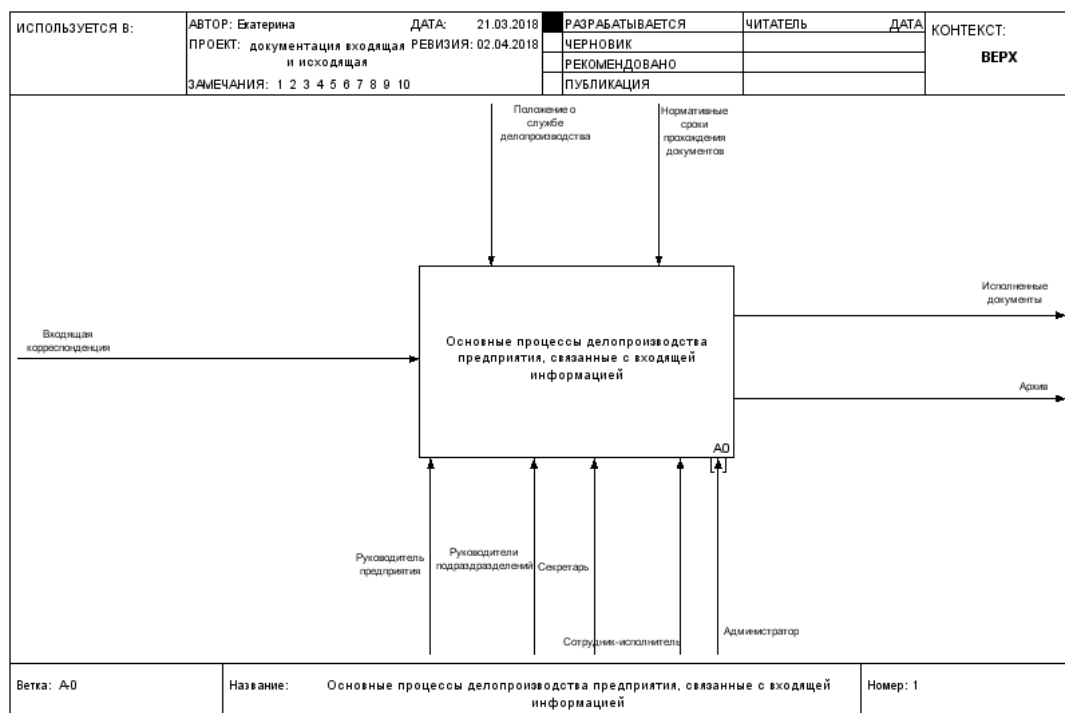 ИСПОЛЬЗУЕТСЯ В:
АВТОР: Екатерина
ДАТА: 21.03.2018
ПРОЕКТ: документация входящая
и исходящая
РЕВИЗИЯ: 02.04.2018
ЗАМЕЧАНИЯ: 1 2 3 4 5 6 7 8 9 10
РАЗРАБАТЫВАЕТСЯ
ЧЕРНОВИК
РЕКОМЕНДОВАНО
ПУБЛИКАЦИЯ
ЧИТАТЕЛЬ
ДАТА
КОНТЕКСТ:
ВЕРХ
Положение о
службе
делопроизводства
Нормативные
сроки
прохождения
документов
Входящая
корреспонденция
Основные процессы делопроизводства
предприятия, связанные с входящей
информацией
A0
Исполненные
документы
Архив
Руководитель
предприятия
Руководители
подраздразделений
Секретарь
Сотрудник-исполнитель
Администратор
Ветка: A-0
Название:
Основные процессы делопроизводства предприятия, связанные с входящей
информацией
Номер: 1